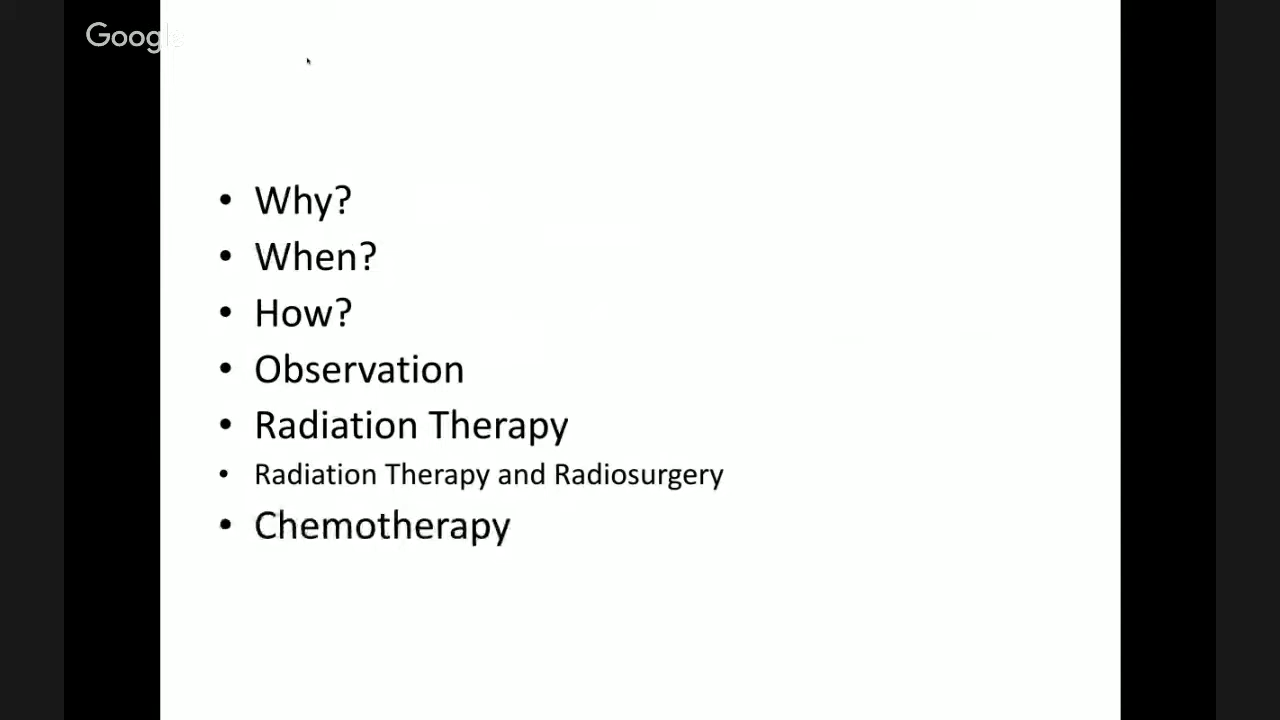 Google
• Why?
• When?
• How?
• Observation
• Radiation Therapy
• Radiation Therapy and Radiosurgery
• Chemotherapy